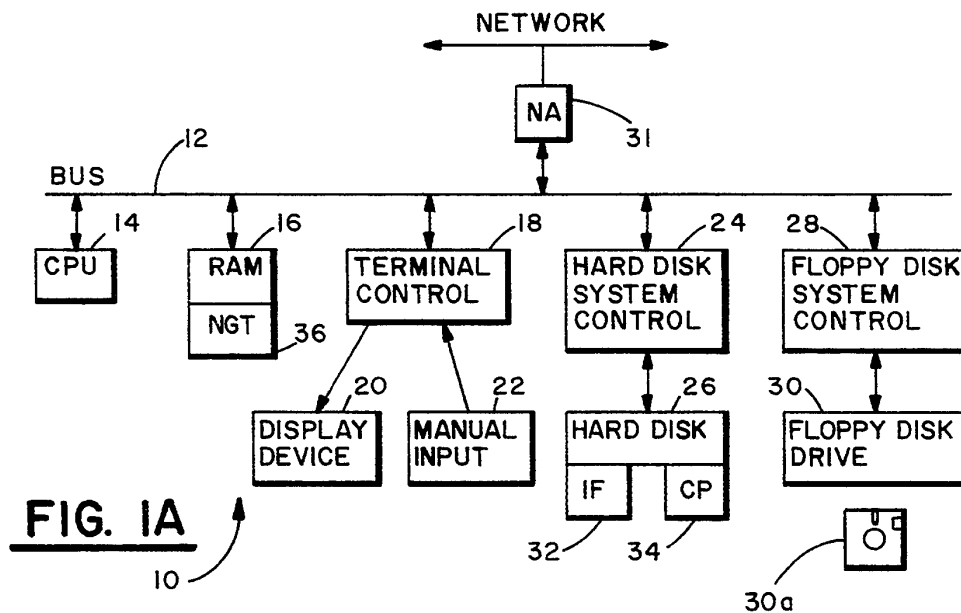 NETWORK
NA
31
12
BUS
14
16
18
24
28
CPU
RAM
TERMINAL
CONTROL
HARD DISK
SYSTEM
CONTROL
FLOPPY DISK
SYSTEM
CONTROL
NGT
36
20
22
26
30
DISPLAY
DEVICE
MANUAL
INPUT
HARD DISK
FLOPPY DISK
DRIVE
IF
CP
FIG. 1A
10
32
34
30a